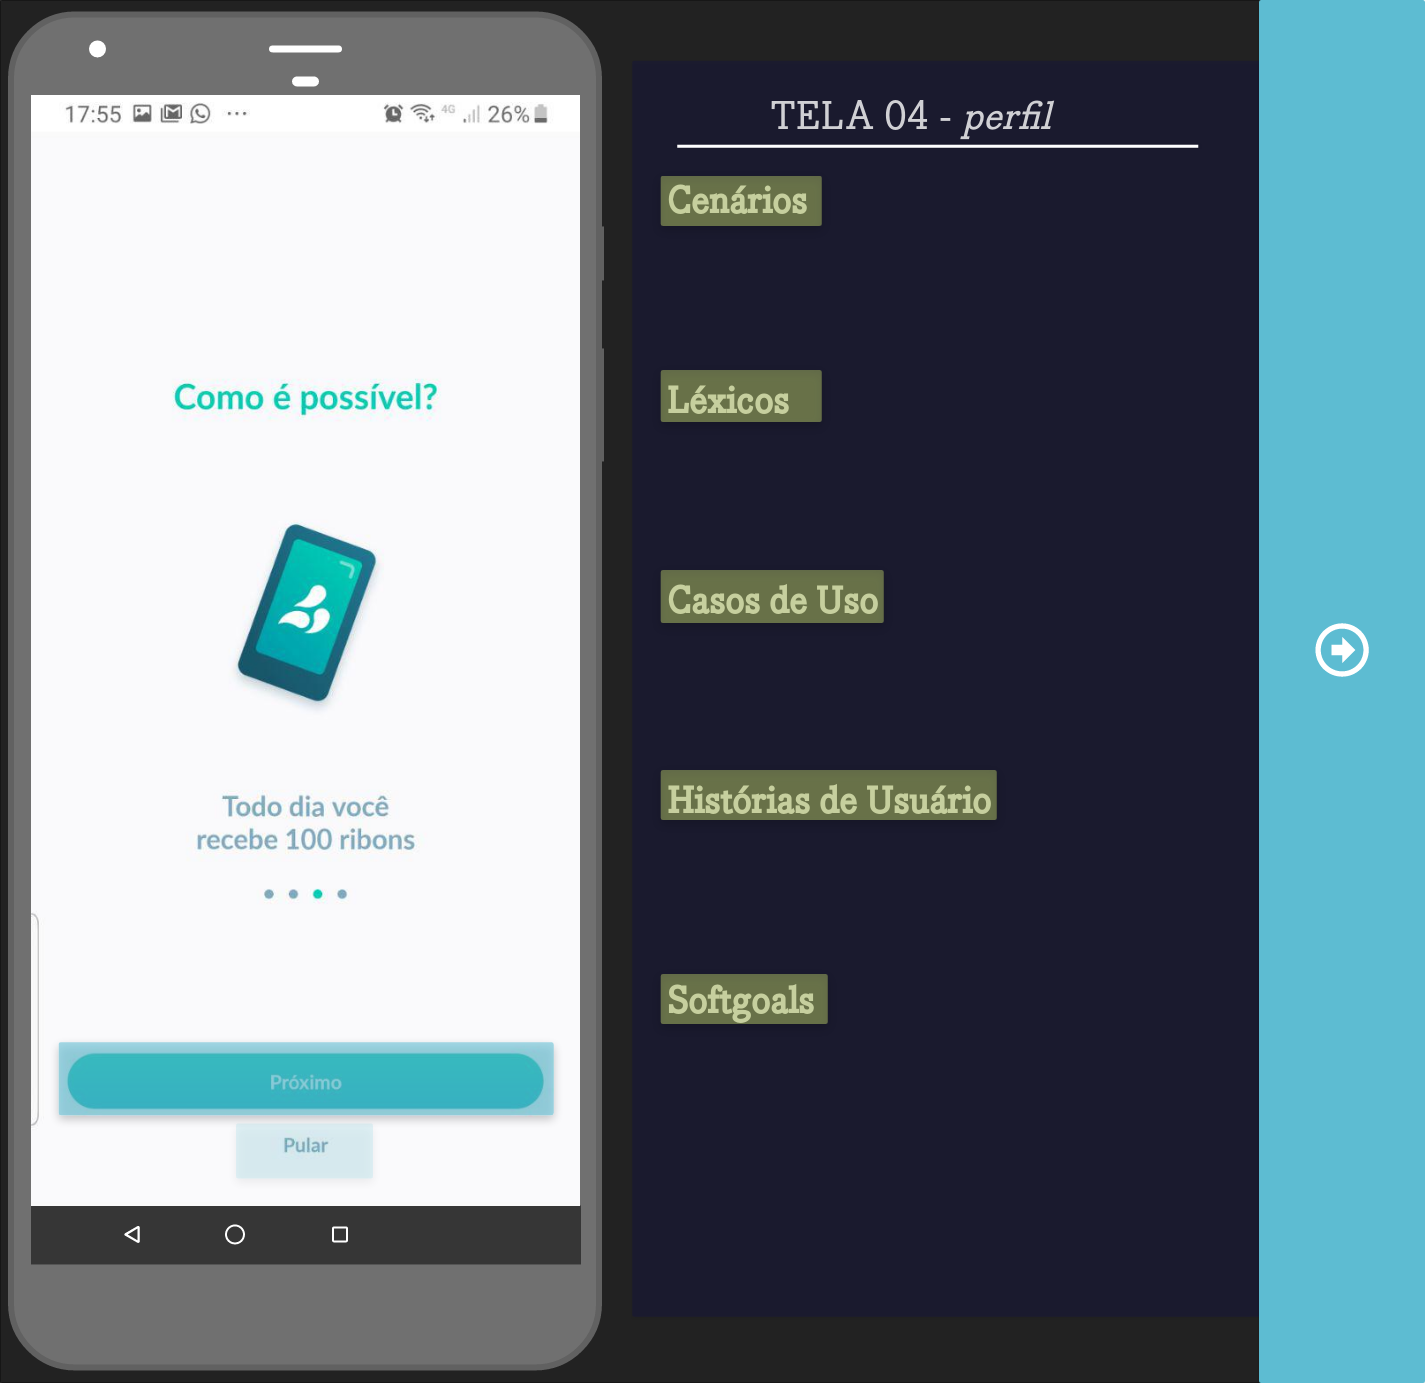 17:55 ... 4G 26%
Como é possível?
Todo dia você
recebe 100 ribons
Próximo
Pular
TELA 04 - perfil
Cenários
Léxicos
Casos de Uso
Histórias de Usuário
Softgoals